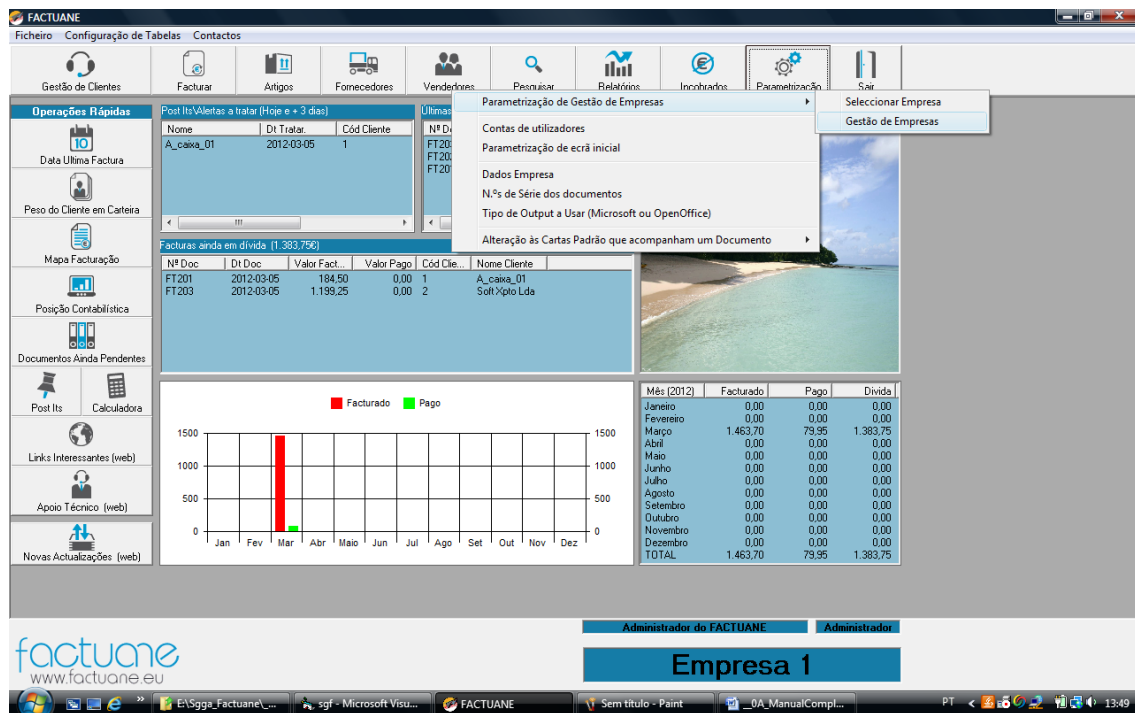 FACTUANE
Ficheiro Configuração de Tabelas Contactos
Gestão de Clientes Facturar Artigos Fornecedores Vendedores Pesquisar Relatórios Incobrados Parametrização Sair
Operações Rápidas
Data Ultima Factura
Peso do Cliente em Carteira
Mapa Facturação
Posição Contabilística
Documentos Ainda Pendentes
Post Its Calculadora
Links Interessantes (web)
Apoio Técnico (web)
Novas Actualizações (web)
Post Its\Alertas a tratar (Hoje e + 3 dias)
Nome Dt Tratar. Cód Cliente
A_caixa_01 2012-03-05 1
Últimas
Nº D
FT20
FT20
FT20
Parametrização de Gestão de Empresas
Contas de utilizadores
Parametrização de ecrã inicial
Dados Empresa
N.ºs de Série dos documentos
Tipo de Output a Usar (Microsoft ou OpenOffice)
Alteração às Cartas Padrão que acompanham um Documento
Seleccionar Empresa
Gestão de Empresas
Facturas ainda em dívida (1.383,75€)
Nº Doc Dt Doc Valor Fact... Valor Pago Cód Clie... Nome Cliente
FT201 2012-03-05 184,50 0,00 1 A_caixa_01
FT203 2012-03-05 1.199,25 0,00 2 Soft Xpto Lda
Facturado Pago
1500 1500
1000 1000
500 500
0 0
Jan Fev Mar Abr Maio Jun Jul Ago Set Out Nov Dez
Mês (2012) Facturado Pago Divida
Janeiro 0,00 0,00 0,00
Fevereiro 0,00 0,00 0,00
Março 1.463,70 79,95 1.383,75
Abril 0,00 0,00 0,00
Maio 0,00 0,00 0,00
Junho 0,00 0,00 0,00
Julho 0,00 0,00 0,00
Agosto 0,00 0,00 0,00
Setembro 0,00 0,00 0,00
Outubro 0,00 0,00 0,00
Novembro 0,00 0,00 0,00
Dezembro 0,00 0,00 0,00
TOTAL 1.463,70 79,95 1.383,75
Administrador do FACTUANE Administrador
Empresa 1
factuane
www.factuane.eu
E:\Sgga_Factuane\_... sgf - Microsoft Visu... FACTUANE Sem título - Paint _0A_ManualCompl... PT 13:49